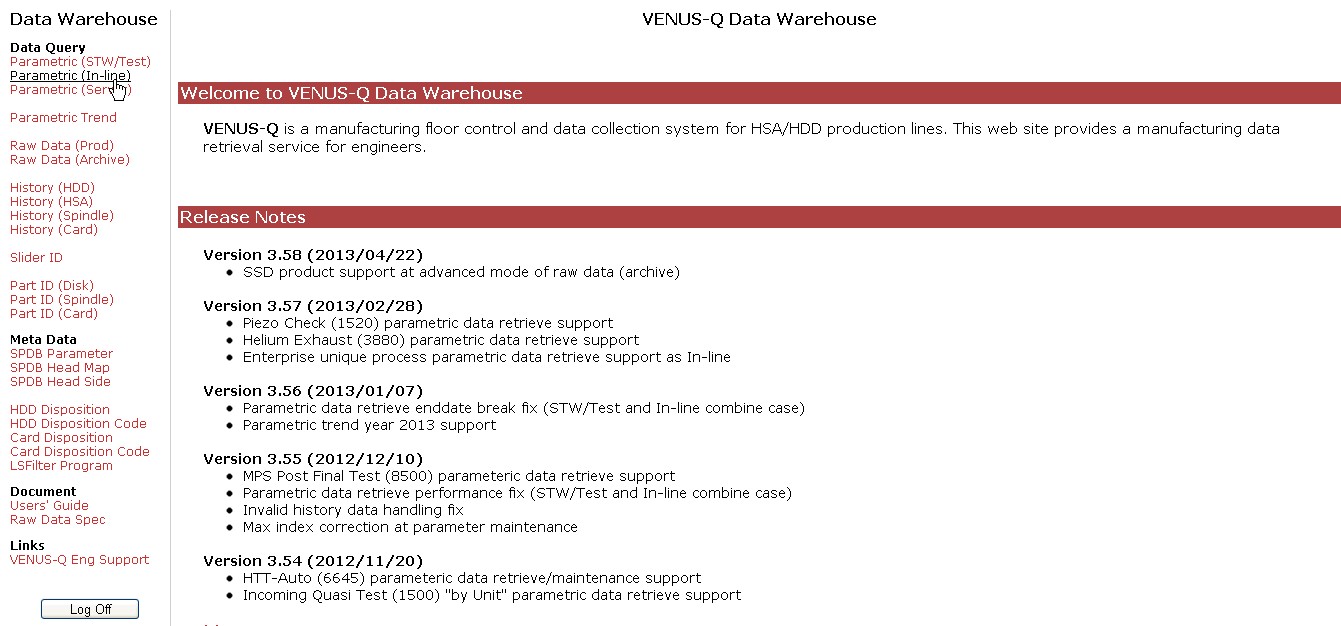 Data Warehouse
Data Query
Parametric (STW/Test)
Parametric (In-line)
Parametric (Server)
Parametric Trend
Raw Data (Prod)
Raw Data (Archive)
History (HDD)
History (HSA)
History (Spindle)
History (Card)
Slider ID
Part ID (Disk)
Part ID (Spindle)
Part ID (Card)
Meta Data
SPDB Parameter
SPDB Head Map
SPDB Head Side
HDD Disposition
HDD Disposition Code
Card Disposition
Card Disposition Code
LSFilter Program
Document
Users' Guide
Raw Data Spec
Links
VENUS-Q Eng Support
Log Off
VENUS-Q Data Warehouse
Welcome to VENUS-Q Data Warehouse
VENUS-Q is a manufacturing floor control and data collection system for HSA/HDD production lines. This web site provides a manufacturing data
retrieval service for engineers.
Release Notes
Version 3.58 (2013/04/22)
• SSD product support at advanced mode of raw data (archive)
Version 3.57 (2013/02/28)
• Piezo Check (1520) parametric data retrieve support
• Helium Exhaust (3880) parametric data retrieve support
• Enterprise unique process parametric data retrieve support as In-line
Version 3.56 (2013/01/07)
• Parametric data retrieve enddate break fix (STW/Test and In-line combine case)
• Parametric trend year 2013 support
Version 3.55 (2012/12/10)
• MPS Post Final Test (8500) parameteric data retrieve support
• Parametric data retrieve performance fix (STW/Test and In-line combine case)
• Invalid history data handling fix
• Max index correction at parameter maintenance
Version 3.54 (2012/11/20)
• HTT-Auto (6645) parameteric data retrieve/maintenance support
• Incoming Quasi Test (1500) "by Unit" parametric data retrieve support